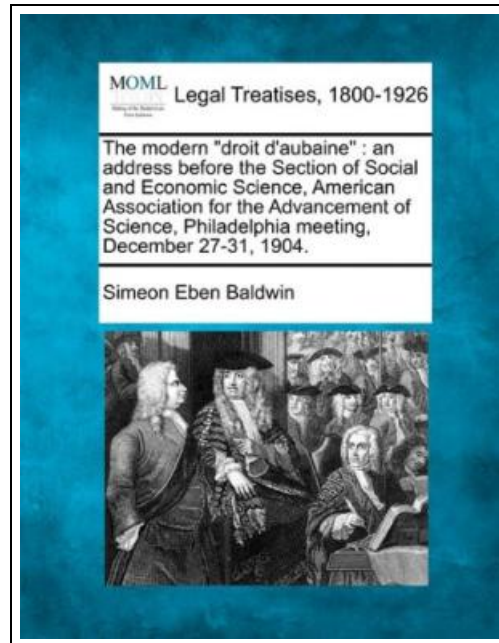 MOML
Legal Treatises, 1800-1926
The modern "droit d'aubaine" : an
address before the Section of Social
and Economic Science, American
Association for the Advancement of
Science, Philadelphia meeting,
December 27-31, 1904.
Simeon Eben Baldwin